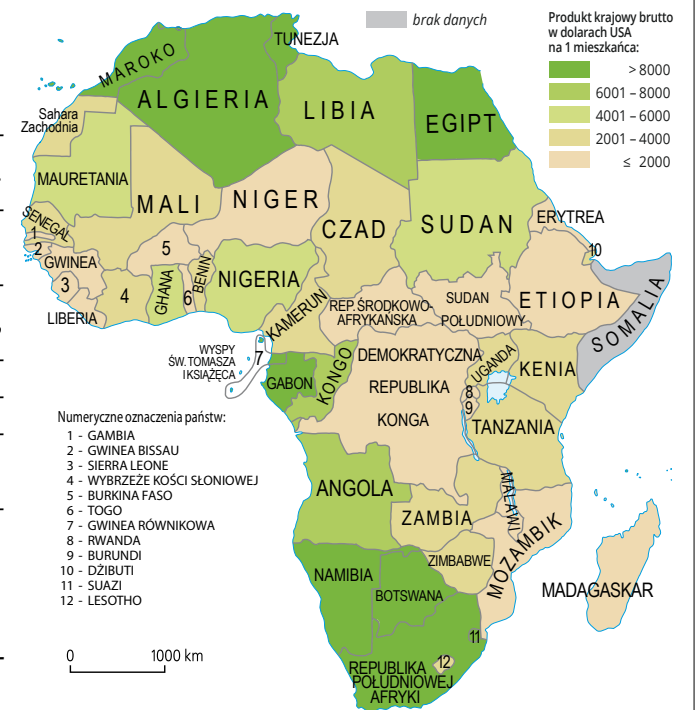 brak danych
Produkt krajowy brutto
w dolarach USA
na 1 mieszkańca:
> 8000
6001 – 8000
4001 – 6000
2001 – 4000
≤ 2000
MAROKO
TUNEZJA
ALGIERIA
LIBIA
EGIPT
Sahara
Zachodnia
MAURETANIA
MALI
NIGER
CZAD
SUDAN
ERYTREA
10
SENEGAL
1
2
GWINEA
3
LIBERIA
4
5
GHANA
6
BENIN
NIGERIA
KAMERUN
REP. ŚRODKOWO-
AFRYKAŃSKA
SUDAN
POŁUDNIOWY
ETIOPIA
SOMALIA
WYSPY
ŚW. TOMASZA
I KSIĄŻĘCA
7
GABON
KONGO
DEMOKRATYCZNA
REPUBLIKA
KONGA
UGANDA
KENIA
8
9
TANZANIA
Numeryczne oznaczenia państw:
1 - GAMBIA
2 - GWINEA BISSAU
3 - SIERRA LEONE
4 - WYBRZEŻE KOŚCI SŁONIOWEJ
5 - BURKINA FASO
6 - TOGO
7 - GWINEA RÓWNIKOWA
8 - RWANDA
9 - BURUNDI
10 - DŻIBUTI
11 - SUAZI
12 - LESOTHO
ANGOLA
ZAMBIA
MALAWI
MOZAMBIK
ZIMBABWE
NAMIBIA
BOTSWANA
MADAGASKAR
11
12
REPUBLIKA
POŁUDNIOWEJ
AFRYKI
0 1000 km